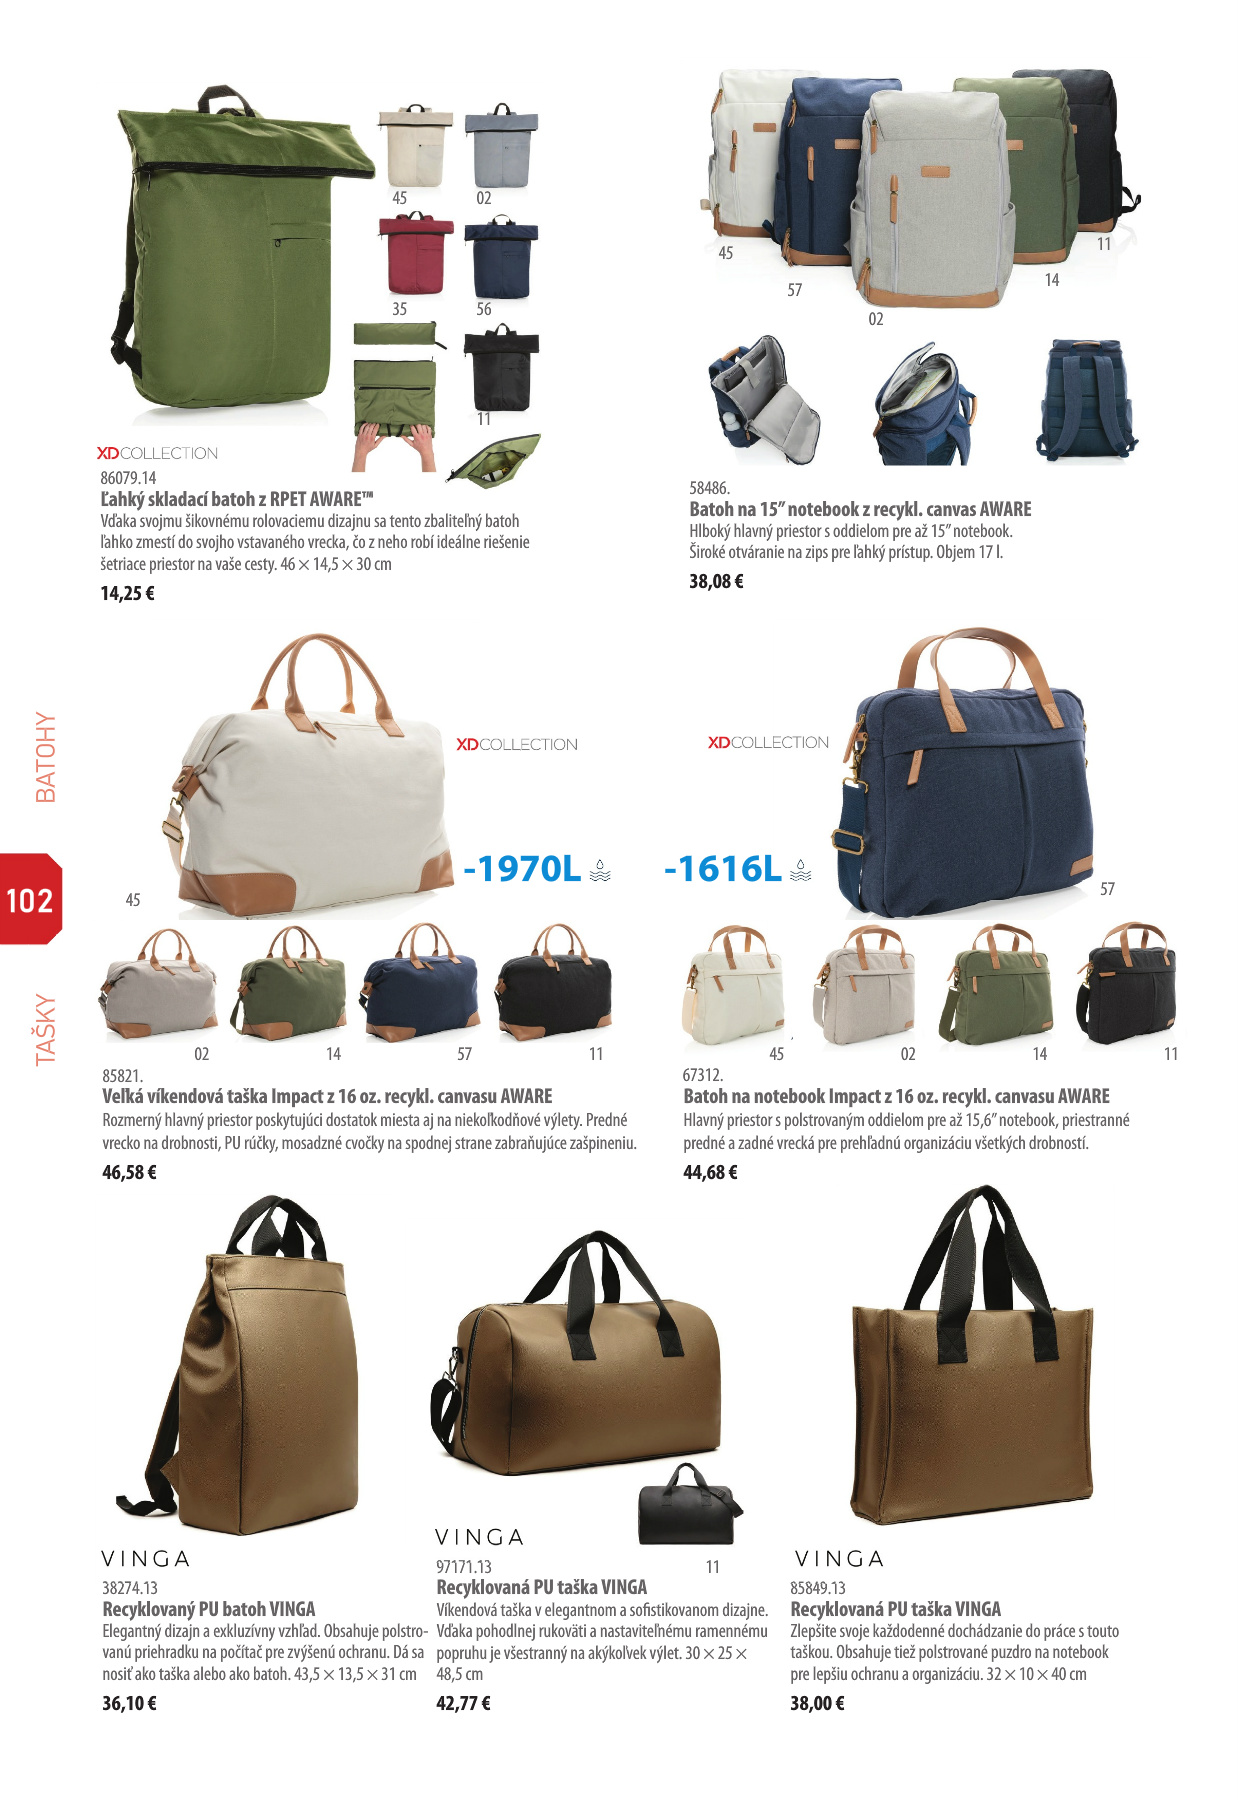 45
02
35
56
11
XDCOLLECTION
86079.14
Ľahký skladací batoh z RPET AWARE™
Vďaka svojmu šikovnému rolovaciemu dizajnu sa tento zbaliteľný batoh
ľahko zmestí do svojho vstavaného vrecka, čo z neho robí ideálne riešenie
šetriace priestor na vaše cesty. 46 × 14,5 × 30 cm
14,25 €
45
57
02
14
11
58486.
Batoh na 15” notebook z recykl. canvas AWARE
Hlboký hlavný priestor s oddielom pre až 15” notebook.
Široké otváranie na zips pre ľahký prístup. Objem 17 l.
38,08 €
BATOHY
102
TAŠKY
XDCOLLECTION
-1970L
45
02
14
57
11
85821.
Veľká víkendová taška Impact z 16 oz. recykl. canvasu AWARE
Rozmerný hlavný priestor poskytujúci dostatok miesta aj na niekoľkodňové výlety. Predné
vrecko na drobnosti, PU rúčky, mosadzné cvočky na spodnej strane zabraňujúce zašpineniu.
46,58 €
XDCOLLECTION
-1616L
57
45
02
14
11
67312.
Batoh na notebook Impact z 16 oz. recykl. canvasu AWARE
Hlavný priestor s polstrovaným oddielom pre až 15,6” notebook, priestranné
predné a zadné vrecká pre prehľadnú organizáciu všetkých drobností.
44,68 €
VINGA
38274.13
Recyklovaný PU batoh VINGA
Elegantný dizajn a exkluzívny vzhľad. Obsahuje polstro-
vanú priehradku na počítač pre zvýšenú ochranu. Dá sa
nosiť ako taška alebo ako batoh. 43,5 × 13,5 × 31 cm
36,10 €
VINGA
97171.13
11
Recyklovaná PU taška VINGA
Víkendová taška v elegantnom a sofistikovanom dizajne.
Vďaka pohodlnej rukoväti a nastaviteľnému ramennému
popruhu je všestranný na akýkoľvek výlet. 30 × 25 ×
48,5 cm
42,77 €
VINGA
85849.13
Recyklovaná PU taška VINGA
Zlepšite svoje každodenné dochádzanie do práce s touto
taškou. Obsahuje tiež polstrované puzdro na notebook
pre lepšiu ochranu a organizáciu. 32 × 10 × 40 cm
38,00 €